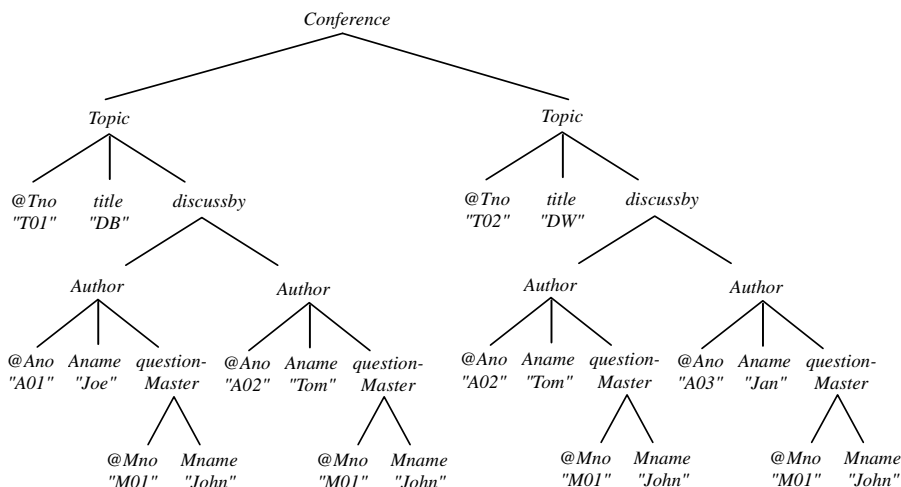 Conference
Topic Topic
@Tno title discussby @Tno title discussby
"T01" "DB" "T02" "DW"
Author Author Author Author
@Ano Aname question- @Ano Aname question- @Ano Aname question- @Ano Aname question-
"A01" "Joe" Master "A02" "Tom" Master "A02" "Tom" Master "A03" "Jan" Master
@Mno Mname @Mno Mname @Mno Mname @Mno Mname
"M01" "John" "M01" "John" "M01" "John" "M01" "John"